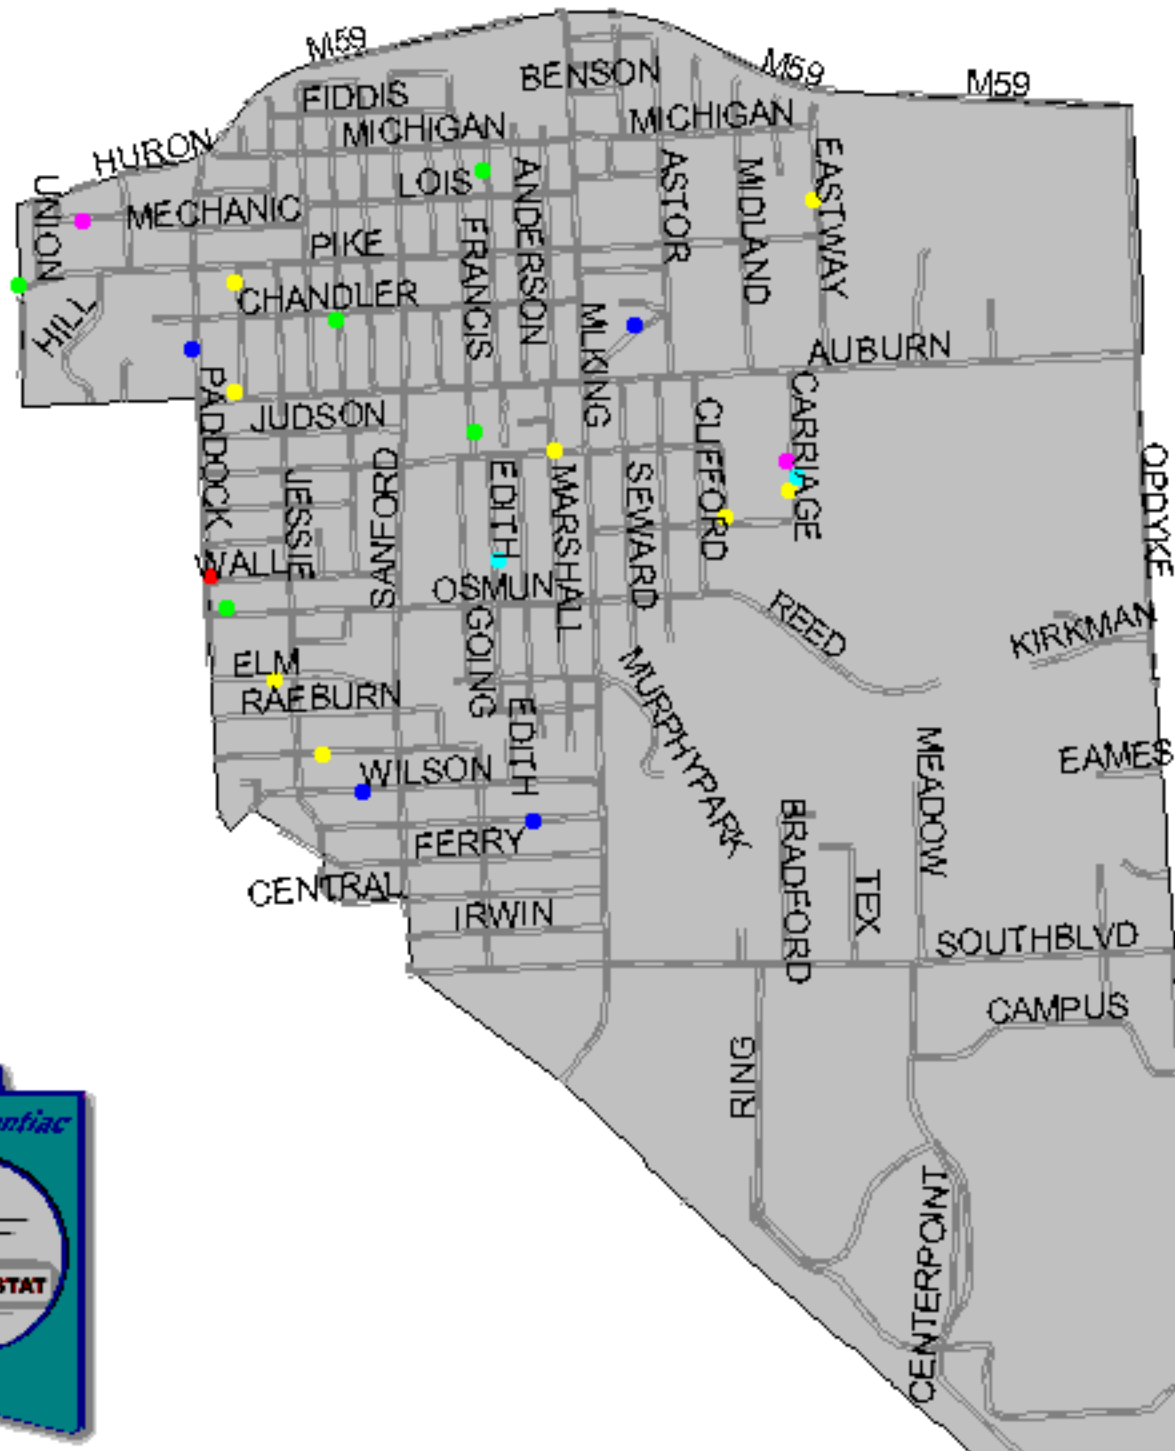 M59
M59
M59
BENSON
FIDDIS
MICHIGAN
MICHIGAN
HURON
UNION
MECHANIC
LOIS
ANDERSON
ASTOR
MIDLAND
EASTWAY
PIKE
FRANCIS
CHANDLER
HILL
MLKING
AUBURN
PADDOCK
JUDSON
CLIFFORD
CARRIAGE
JESSIE
SANFORD
EDITH
MARSHALL
SEWARD
OPDYKE
WALL
OSMUN
GOING
REED
KIRKMAN
ELM
RAEBURN
MURPHYPARK
EDITH
WILSON
MEADOW
EAMES
BRADFORD
FERRY
TEX
CENTRAL
IRWIN
SOUTHBLVD
CAMPUS
RING
CENTERPOINT
ntiac
STAT